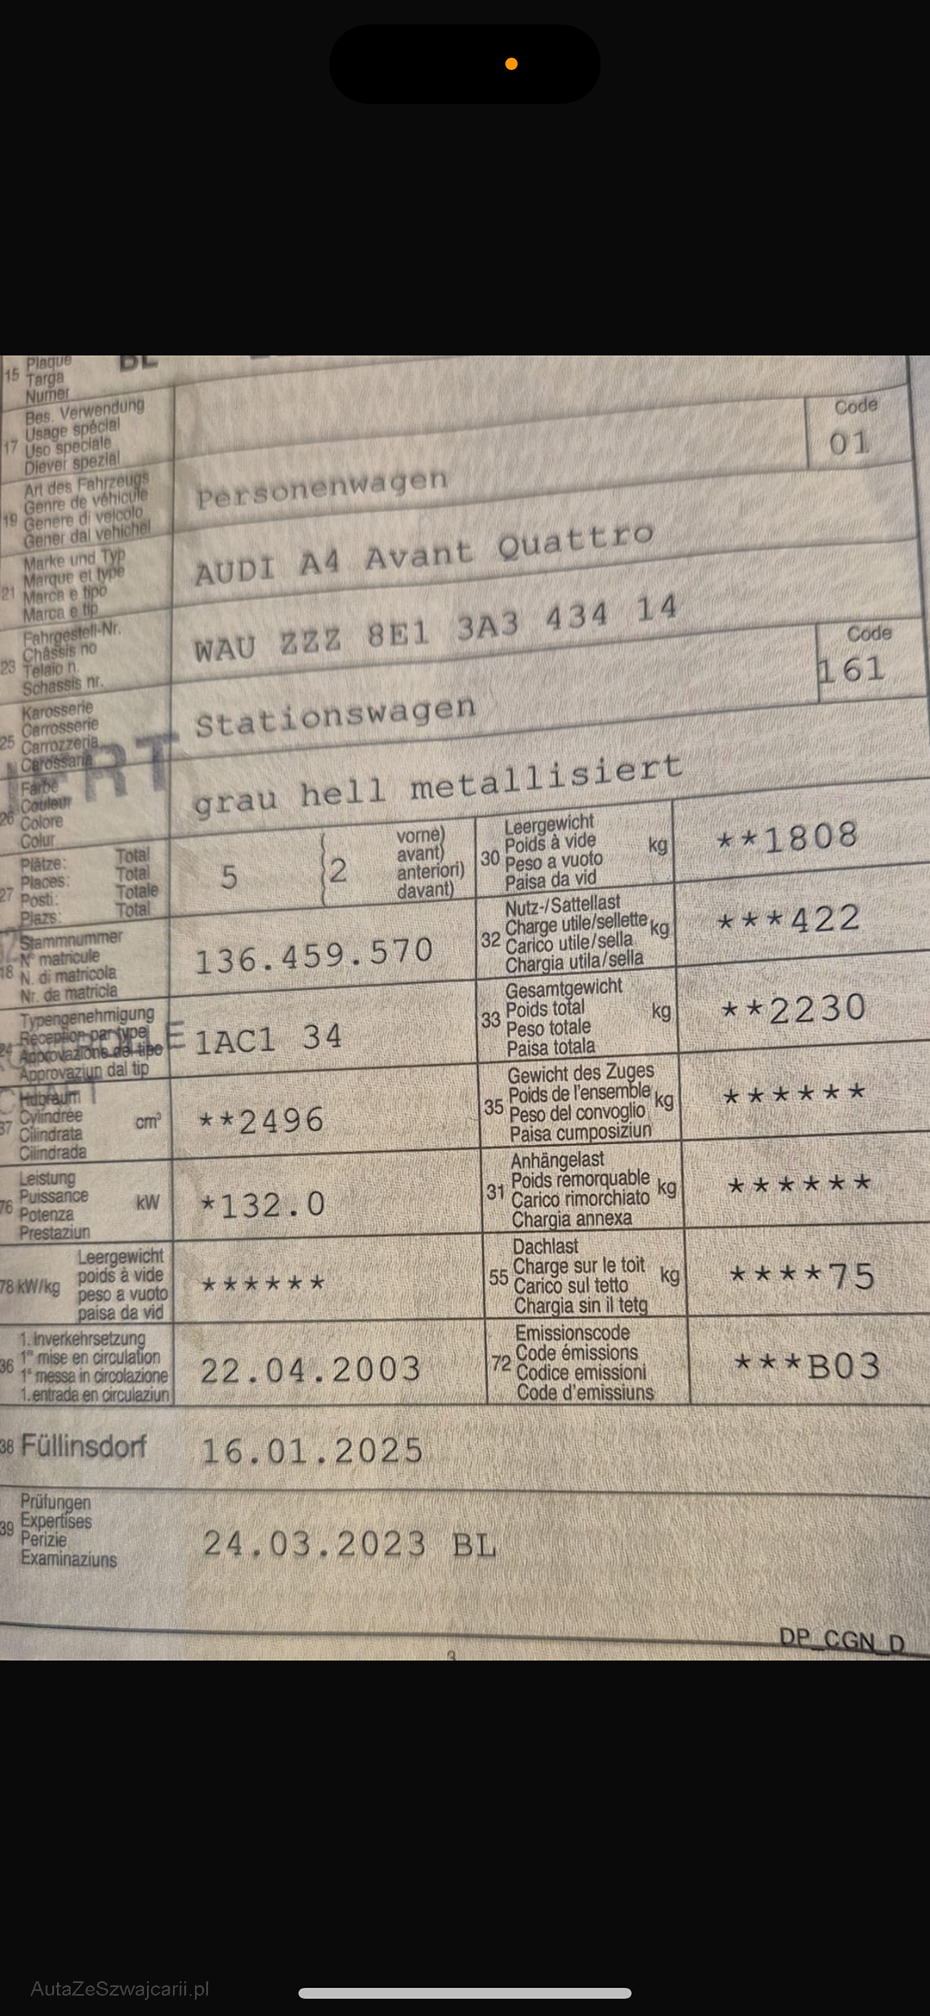 15 Plaque
Targa
Numer
BL
17 Bes. Verwendung
Usage spécial
Uso speciale
Diever spezial
Code
01
19 Art des Fahrzeugs
Genre de véhicule
Genere di veicolo
Gener dal vehichel
Personenwagen
21 Marke und Typ
Marque et type
Marca e tipo
Marca e tip
AUDI A4 Avant Quattro
23 Fahrgestell-Nr.
Châssis no
Telaio n.
Schassis nr.
WAU ZZZ 8E1 3A3 434 14
Code
161
25 Karosserie
Carrosserie
Carrozzeria
Carossaria
Stationswagen
26 Farbe
Couleur
Colore
Colur
grau hell metallisiert
27 Plätze: Total
Places: Total
Posti: Totale
Plazs: Total
5 2 vorne)
avant)
anteriori)
davant)
30 Leergewicht
Poids à vide kg
Peso a vuoto
Paisa da vid
**1808
18 Stammnummer
N° matricule
N. di matricola
Nr. da matricla
136.459.570
32 Nutz-/Sattellast
Charge utile/sellette kg
Carico utile/sella
Chargia utila/sella
***422
24 Typengenehmigung
Réception par type
Approvazione del tipo
Approvaziun dal tip
1AC1 34
33 Gesamtgewicht
Poids total kg
Peso totale
Paisa totala
**2230
37 Hubraum
Cylindrée cm³
Cilindrata
Cilindrada
**2496
35 Gewicht des Zuges
Poids de l'ensemble kg
Peso del convoglio
Paisa cumposiziun
******
76 Leistung
Puissance kW
Potenza
Prestaziun
*132.0
31 Anhängelast
Poids remorquable kg
Carico rimorchiato
Chargia annexa
******
78 kW/kg Leergewicht
poids à vide
peso a vuoto
paisa da vid
******
55 Dachlast
Charge sur le toit kg
Carico sul tetto
Chargia sin il tetg
****75
36 1. Inverkehrsetzung
1re mise en circulation
1a messa in circolazione
1. entrada en circulaziun
22.04.2003
72 Emissionscode
Code émissions
Codice emissioni
Code d'emissiuns
***B03
38 Füllinsdorf 16.01.2025
39 Prüfungen
Expertises
Perizie
Examinaziuns
24.03.2023 BL
DP_CGN_D
3
AutaZeSzwajcarii.pl